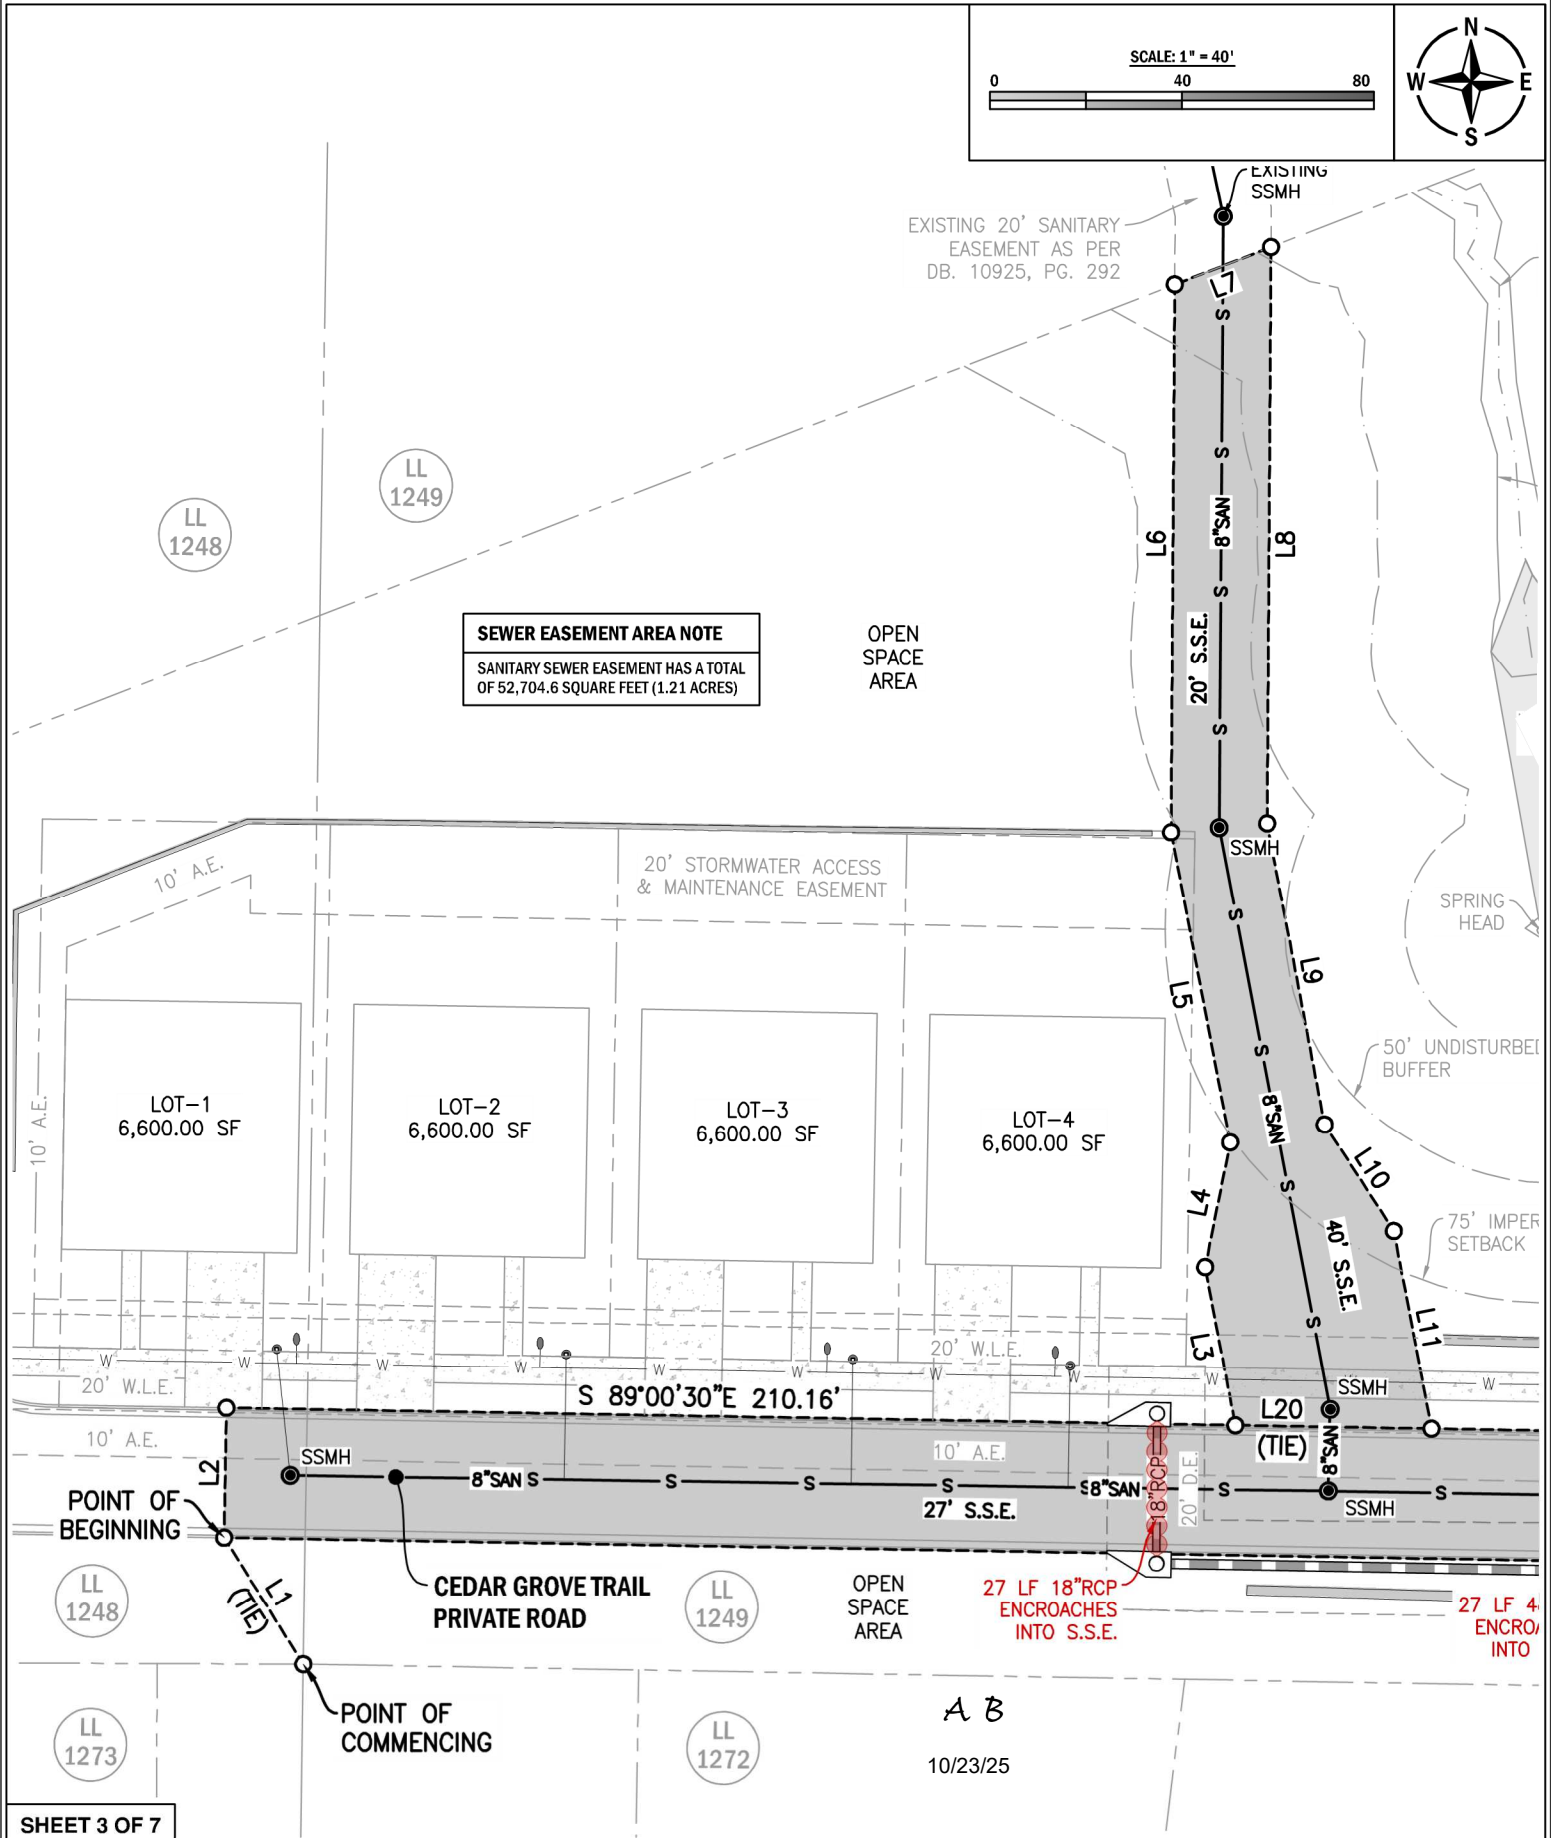 SCALE: 1" = 40'
0 40 80
N
W E
S
EXISTING
SSMH
EXISTING 20' SANITARY
EASEMENT AS PER
DB. 10925, PG. 292
L7
S
LL
1249
LL
1248
S
8"SAN
L6
L8
S
20' S.S.E.
SEWER EASEMENT AREA NOTE
SANITARY SEWER EASEMENT HAS A TOTAL
OF 52,704.6 SQUARE FEET (1.21 ACRES)
OPEN
SPACE
AREA
S
SSMH
10' A.E.
20' STORMWATER ACCESS
& MAINTENANCE EASEMENT
SPRING
HEAD
S
L9
L5
50' UNDISTURBED
BUFFER
S
10' A.E.
LOT-1
6,600.00 SF
LOT-2
6,600.00 SF
LOT-3
6,600.00 SF
LOT-4
6,600.00 SF
8"SAN
L10
S
L4
40' S.S.E.
75' IMPER
SETBACK
S
L3
L11
20' W.L.E.
W W W W W W W W W W W
20' W.L.E.
SSMH
S 89°00'30"E 210.16'
L20
(TIE)
8"SAN
10' A.E.
10' A.E.
L2
SSMH
8"SAN S S S S S 8"SAN S S
18"RCP
20' D.E.
27' S.S.E.
SSMH
POINT OF
BEGINNING
L1
(TIE)
CEDAR GROVE TRAIL
PRIVATE ROAD
LL
1248
LL
1249
OPEN
SPACE
AREA
27 LF 18"RCP
ENCROACHES
INTO S.S.E.
27 LF 4
ENCROA
INTO
POINT OF
COMMENCING
LL
1273
LL
1272
A B
10/23/25
SHEET 3 OF 7